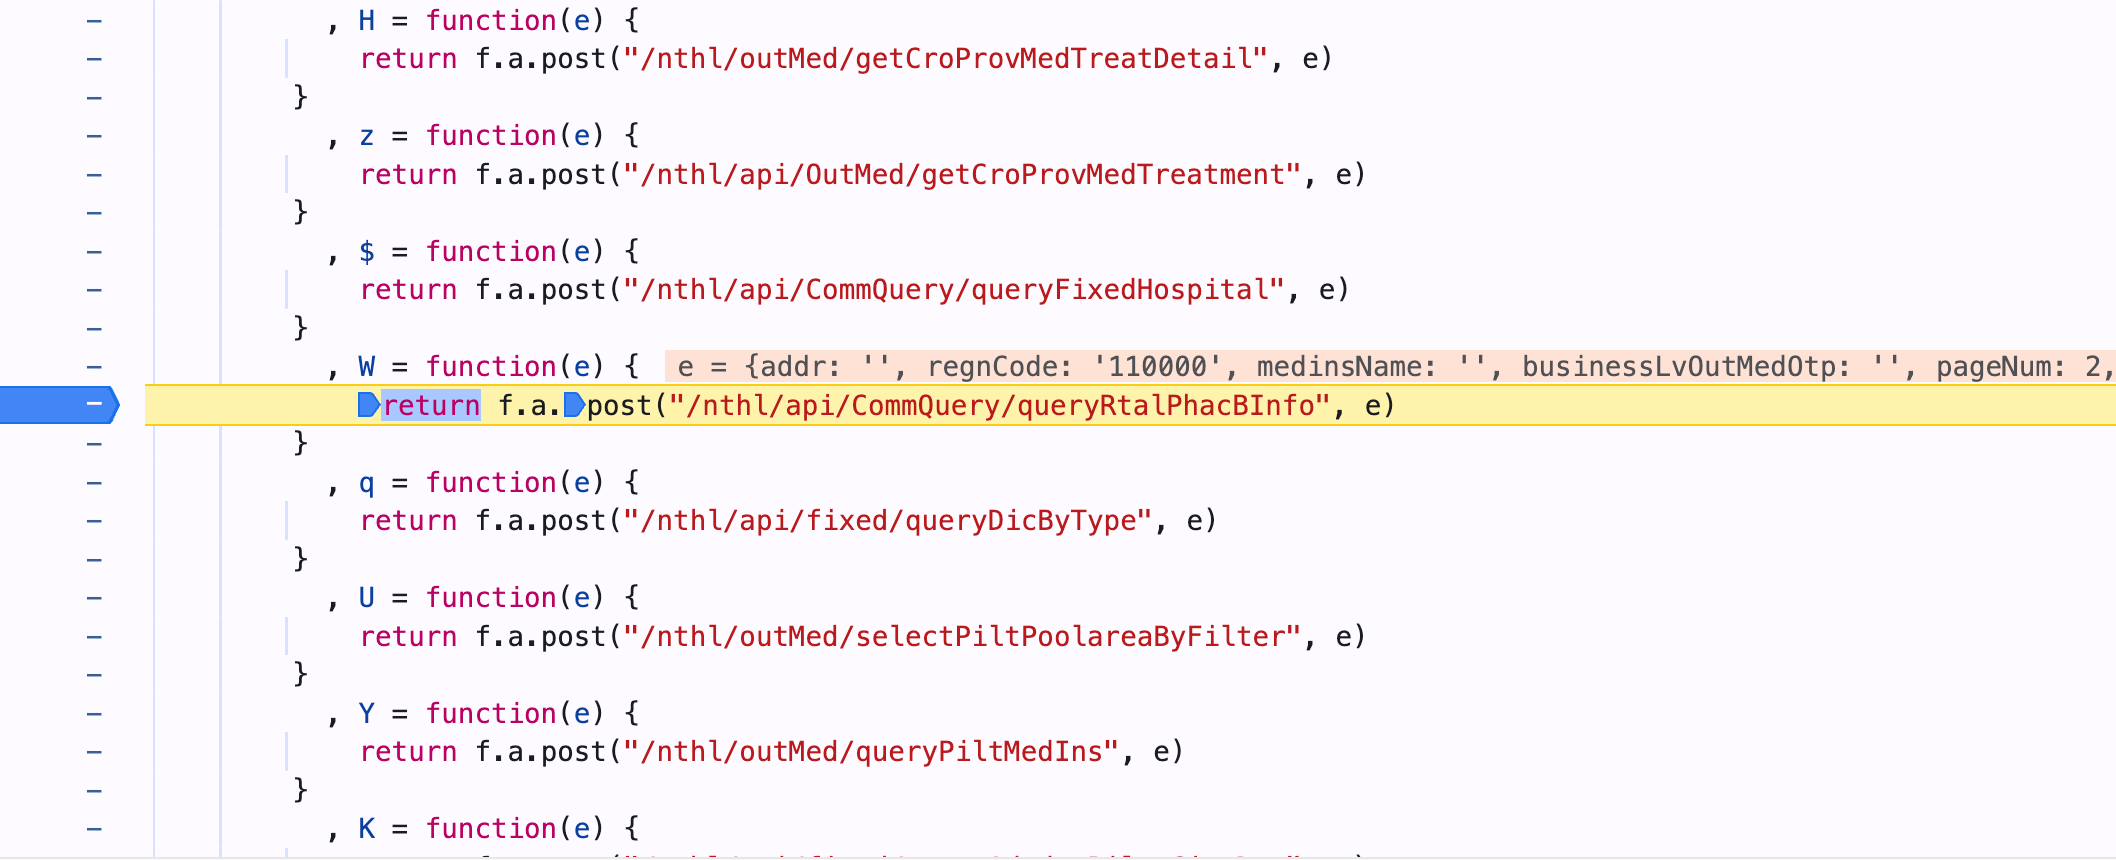 , H = function(e) {
return f.a.post("/nthl/outMed/getCroProvMedTreatDetail", e)
}
, z = function(e) {
return f.a.post("/nthl/api/OutMed/getCroProvMedTreatment", e)
}
, $ = function(e) {
return f.a.post("/nthl/api/CommQuery/queryFixedHospital", e)
}
, W = function(e) { e = {addr: '', regnCode: '110000', medinsName: '', businessLvOutMedOtp: '', pageNum: 2,
return f.a.post("/nthl/api/CommQuery/queryRtalPhacBInfo", e)
}
, q = function(e) {
return f.a.post("/nthl/api/fixed/queryDicByType", e)
}
, U = function(e) {
return f.a.post("/nthl/outMed/selectPiltPoolareaByFilter", e)
}
, Y = function(e) {
return f.a.post("/nthl/outMed/queryPiltMedIns", e)
}
, K = function(e) {